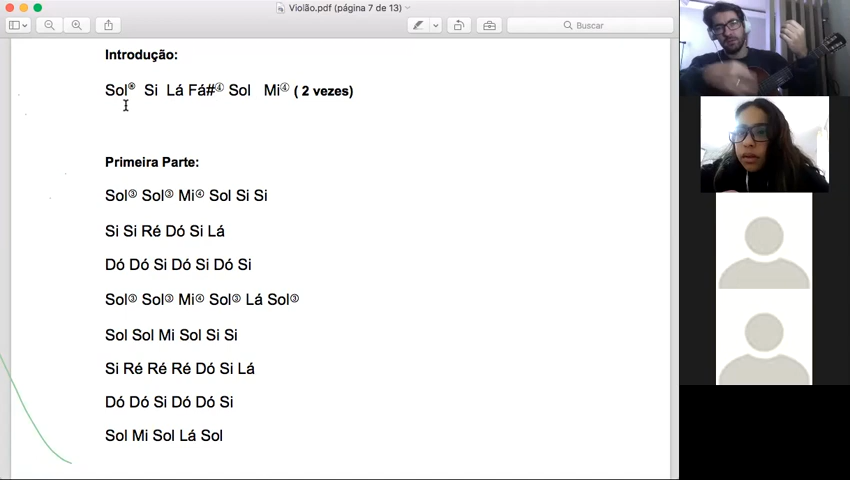 Violão.pdf (página 7 de 13)
Buscar
Introdução:
Sol Si Lá Fá#④ Sol Mi④ ( 2 vezes)
Primeira Parte:
Sol③ Sol③ Mi④ Sol Si Si
Si Si Ré Dó Si Lá
Dó Dó Si Dó Si Dó Si
Sol③ Sol③ Mi④ Sol③ Lá Sol③
Sol Sol Mi Sol Si Si
Si Ré Ré Ré Dó Si Lá
Dó Dó Si Dó Dó Si
Sol Mi Sol Lá Sol